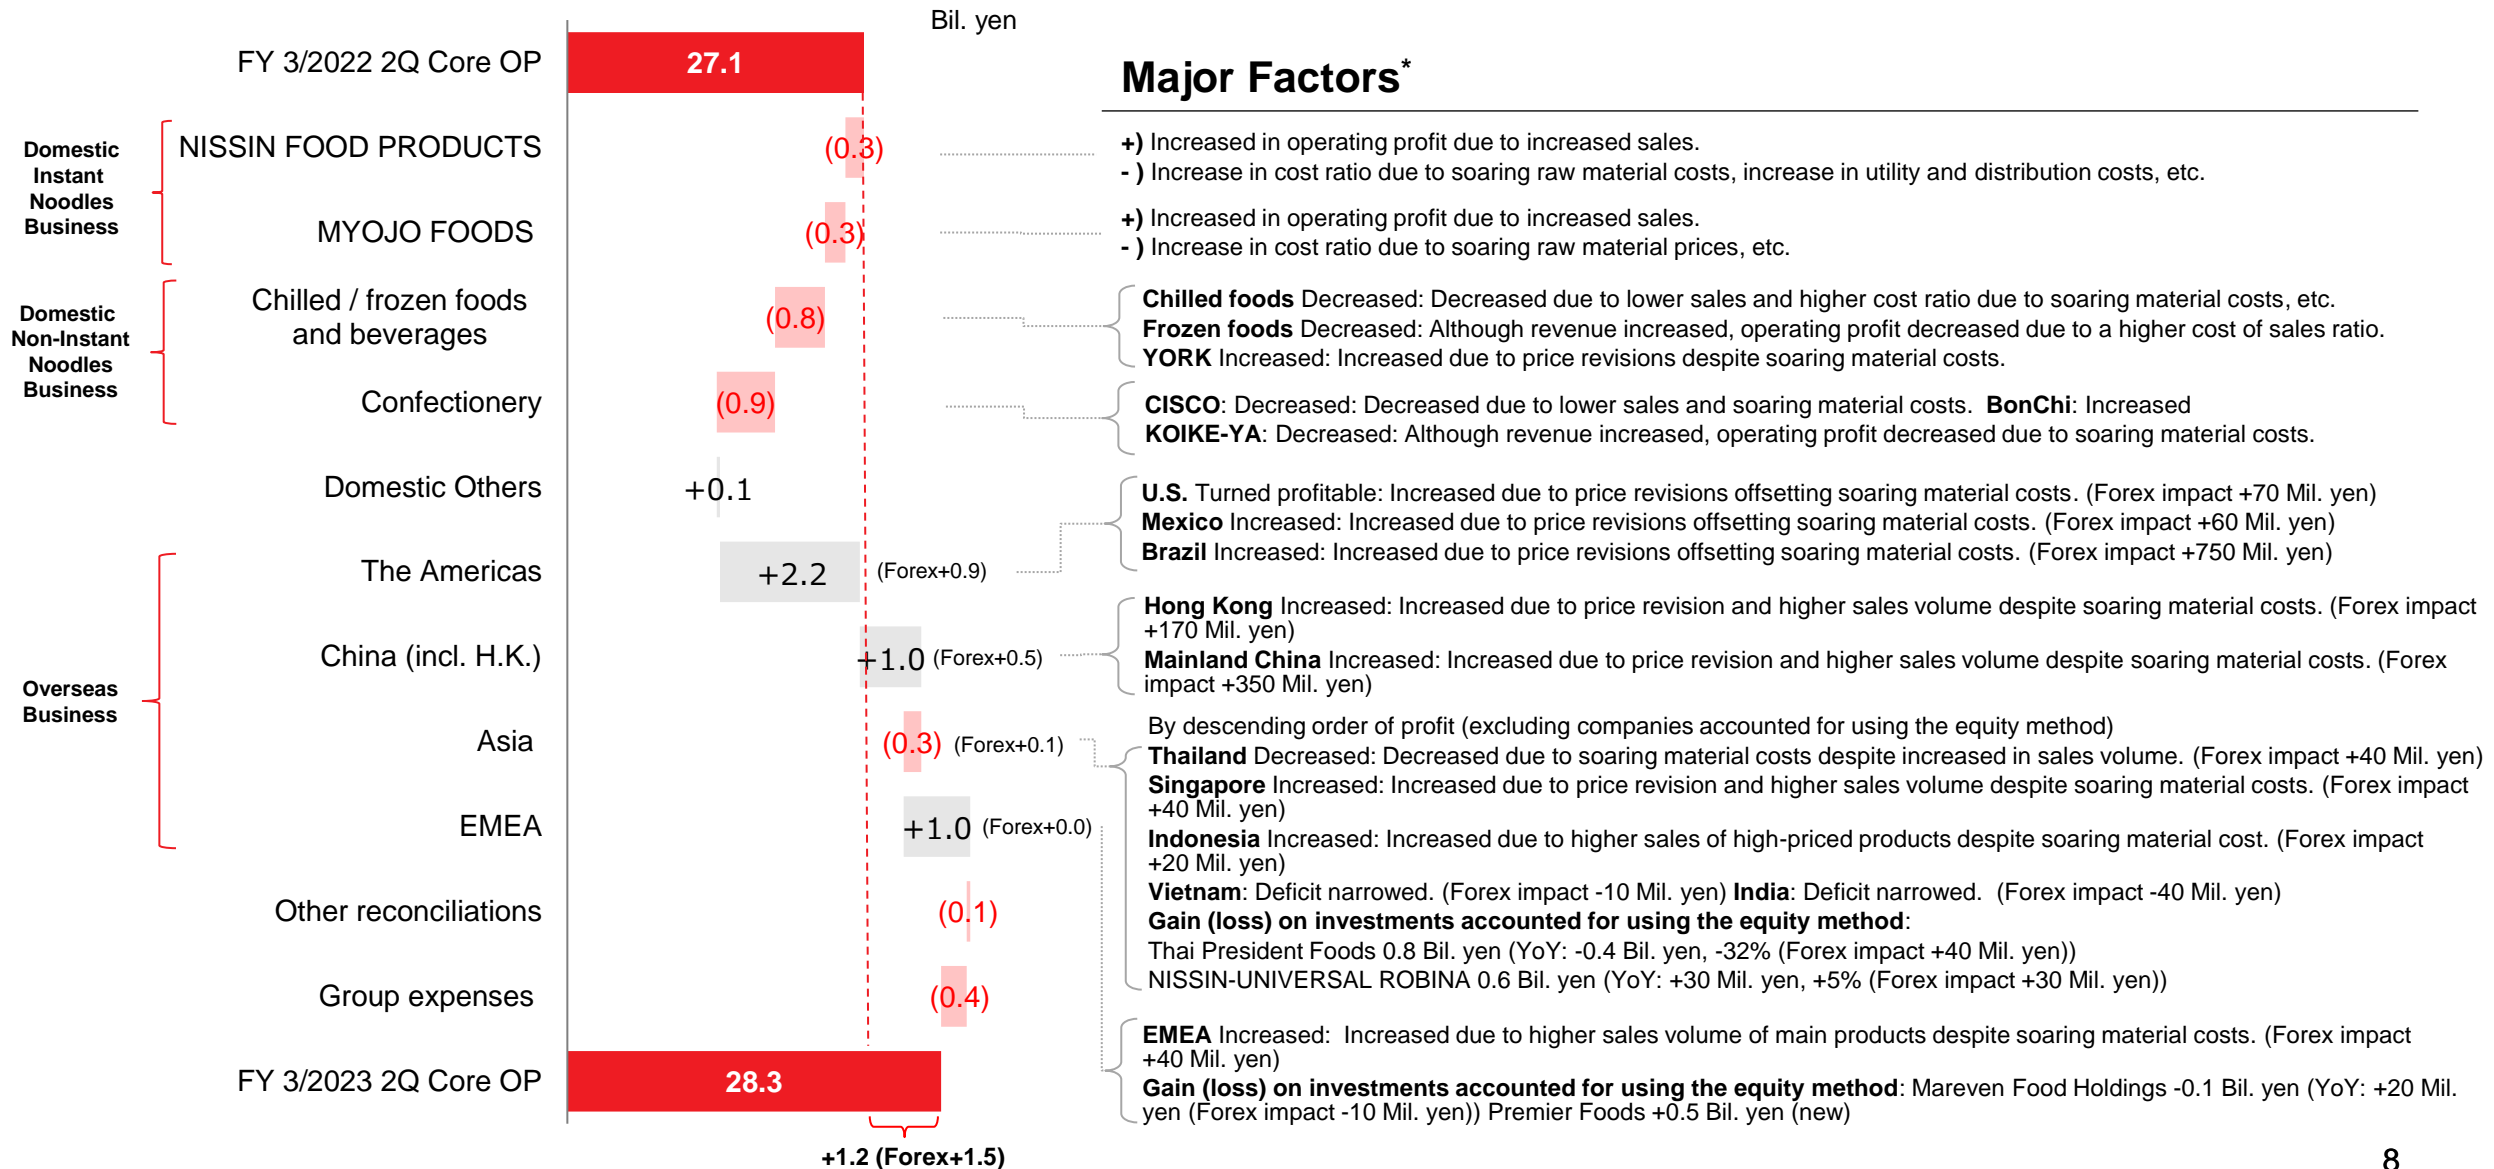 Bil. yen
FY 3/2022 2Q Core OP
27.1
Major Factors*
Domestic
Instant
Noodles
Business
NISSIN FOOD PRODUCTS
(0.3)
+) Increased in operating profit due to increased sales.
- ) Increase in cost ratio due to soaring raw material costs, increase in utility and distribution costs, etc.
MYOJO FOODS
(0.3)
+) Increased in operating profit due to increased sales.
- ) Increase in cost ratio due to soaring raw material prices, etc.
Domestic
Non-Instant
Noodles
Business
Chilled / frozen foods
and beverages
(0.8)
Chilled foods Decreased: Decreased due to lower sales and higher cost ratio due to soaring material costs, etc.
Frozen foods Decreased: Although revenue increased, operating profit decreased due to a higher cost of sales ratio.
YORK Increased: Increased due to price revisions despite soaring material costs.
Confectionery
(0.9)
CISCO: Decreased: Decreased due to lower sales and soaring material costs.  BonChi: Increased
KOIKE-YA: Decreased: Although revenue increased, operating profit decreased due to soaring material costs.
Domestic Others
+0.1
Overseas
Business
The Americas
+2.2
(Forex+0.9)
U.S. Turned profitable: Increased due to price revisions offsetting soaring material costs. (Forex impact +70 Mil. yen)
Mexico Increased: Increased due to price revisions offsetting soaring material costs. (Forex impact +60 Mil. yen)
Brazil Increased: Increased due to price revisions offsetting soaring material costs. (Forex impact +750 Mil. yen)
China (incl. H.K.)
+1.0
(Forex+0.5)
Hong Kong Increased: Increased due to price revision and higher sales volume despite soaring material costs. (Forex impact
+170 Mil. yen)
Mainland China Increased: Increased due to price revision and higher sales volume despite soaring material costs. (Forex
impact +350 Mil. yen)
Asia
(0.3)
(Forex+0.1)
By descending order of profit (excluding companies accounted for using the equity method)
Thailand Decreased: Decreased due to soaring material costs despite increased in sales volume. (Forex impact +40 Mil. yen)
Singapore Increased: Increased due to price revision and higher sales volume despite soaring material costs. (Forex impact
+40 Mil. yen)
Indonesia Increased: Increased due to higher sales of high-priced products despite soaring material cost. (Forex impact
+20 Mil. yen)
Vietnam: Deficit narrowed. (Forex impact -10 Mil. yen) India: Deficit narrowed.  (Forex impact -40 Mil. yen)
Gain (loss) on investments accounted for using the equity method:
Thai President Foods 0.8 Bil. yen (YoY: -0.4 Bil. yen, -32% (Forex impact +40 Mil. yen))
NISSIN-UNIVERSAL ROBINA 0.6 Bil. yen (YoY: +30 Mil. yen, +5% (Forex impact +30 Mil. yen))
EMEA
+1.0
(Forex+0.0)
EMEA Increased:  Increased due to higher sales volume of main products despite soaring material costs. (Forex impact
+40 Mil. yen)
Gain (loss) on investments accounted for using the equity method: Mareven Food Holdings -0.1 Bil. yen (YoY: +20 Mil.
yen (Forex impact -10 Mil. yen)) Premier Foods +0.5 Bil. yen (new)
Other reconciliations
(0.1)
Group expenses
(0.4)
FY 3/2023 2Q Core OP
28.3
+1.2 (Forex+1.5)
8